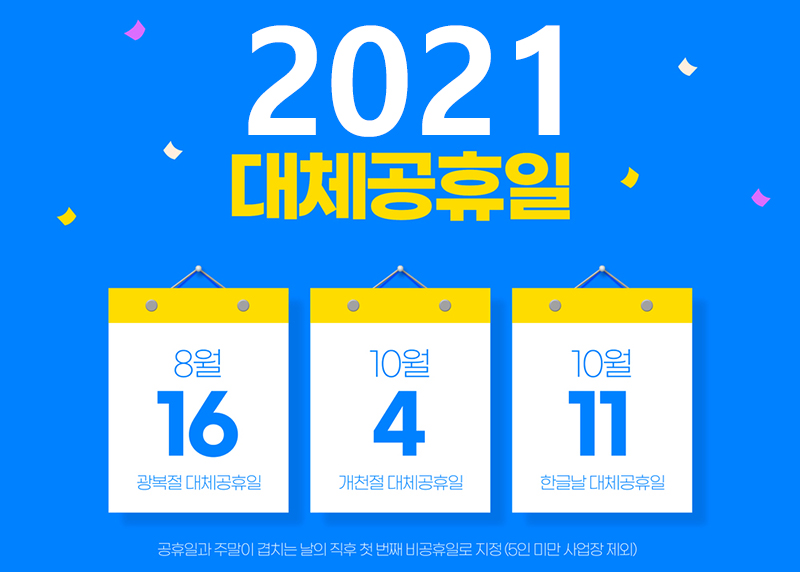 2021
대체공휴일
8월
16
광복절 대체공휴일
10월
4
개천절 대체공휴일
10월
11
한글날 대체공휴일
공휴일과 주말이 겹치는 날의 직후 첫 번째 비공휴일로 지정 (5인 미만 사업장 제외)